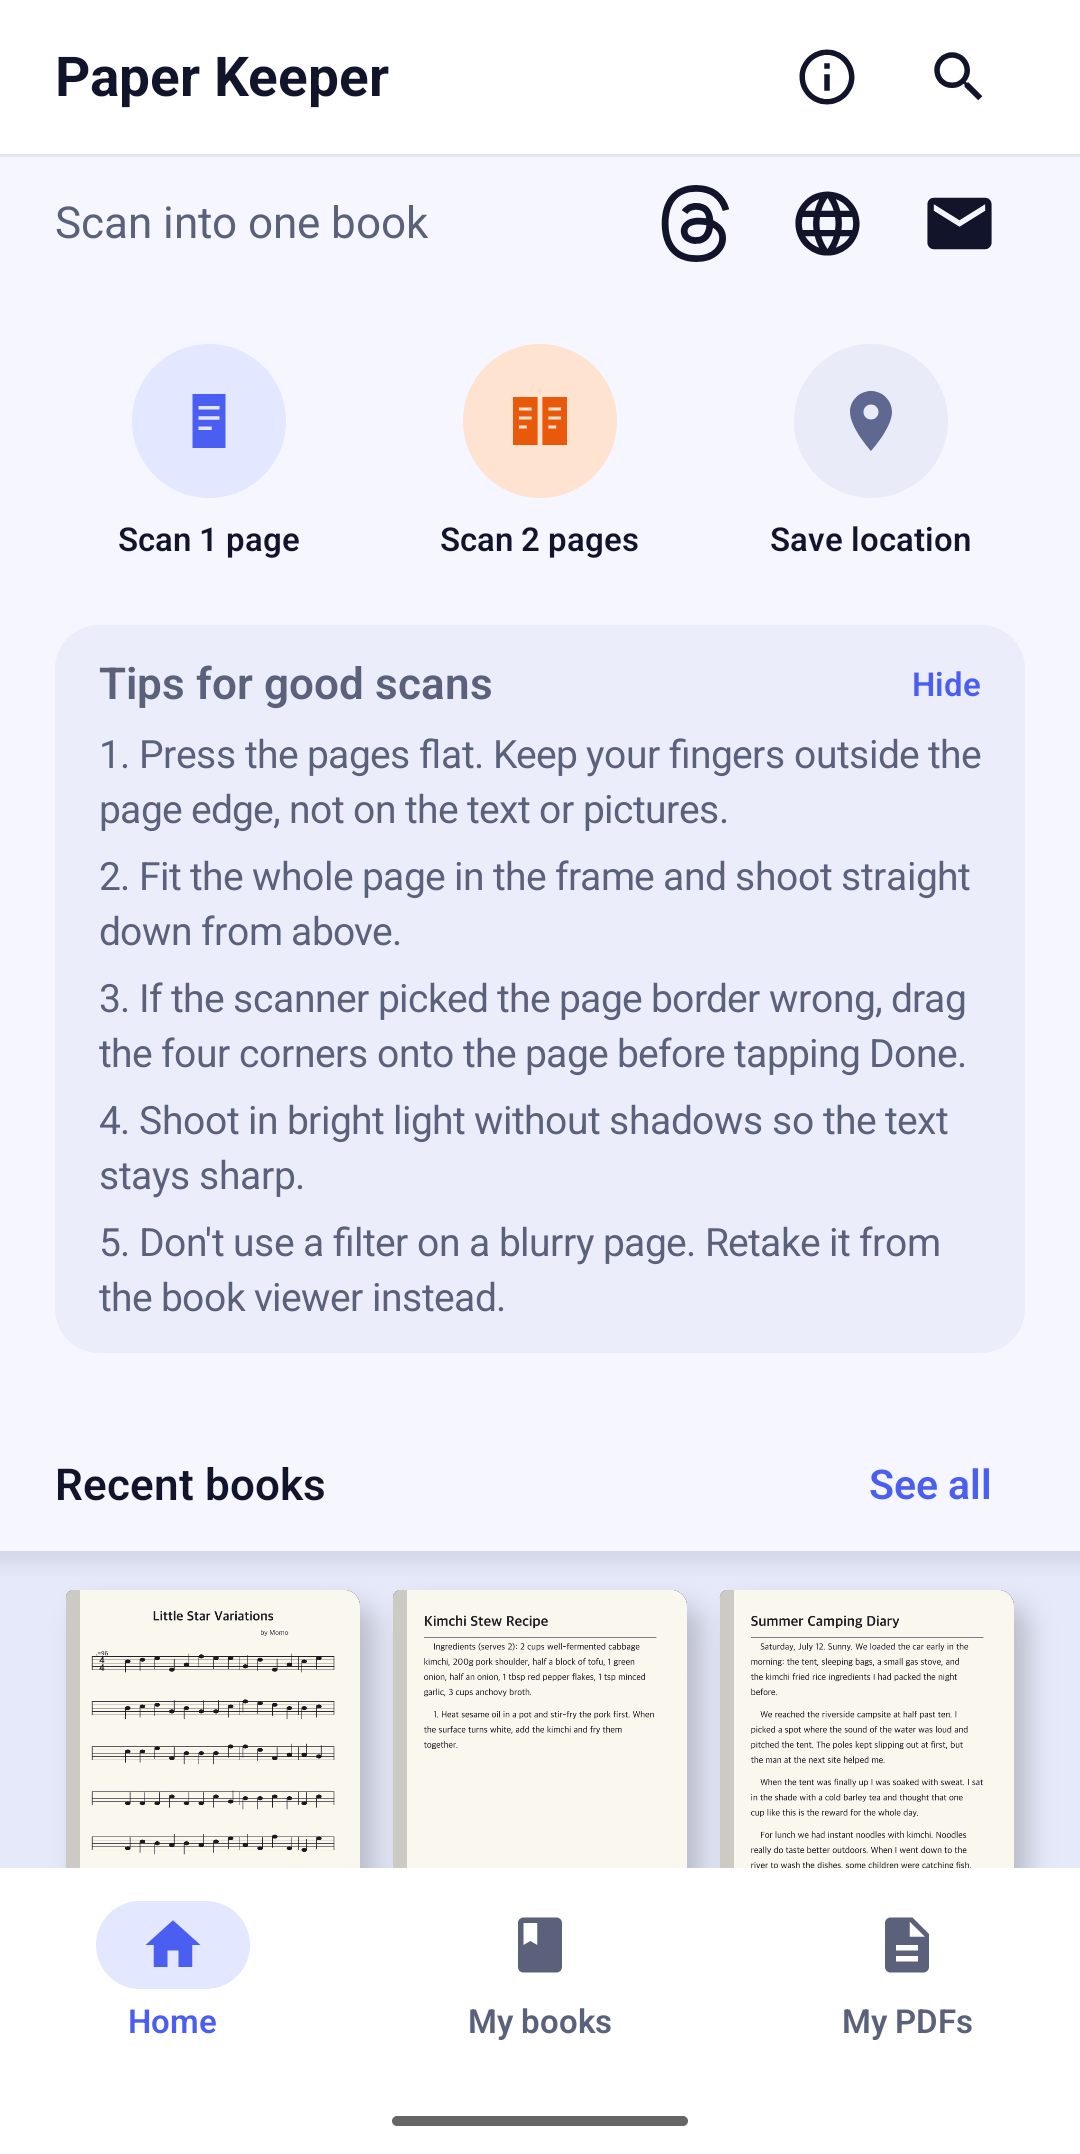 Paper Keeper
Scan into one book
Scan 1 page
Scan 2 pages
Save location
Tips for good scans
Hide
1. Press the pages flat. Keep your fingers outside the
page edge, not on the text or pictures.
2. Fit the whole page in the frame and shoot straight
down from above.
3. If the scanner picked the page border wrong, drag
the four corners onto the page before tapping Done.
4. Shoot in bright light without shadows so the text
stays sharp.
5. Don't use a filter on a blurry page. Retake it from
the book viewer instead.
Recent books
See all
Little Star Variations
by Momo
♩=96
4
4
Kimchi Stew Recipe
Ingredients (serves 2): 2 cups well-fermented cabbage
kimchi, 200g pork shoulder, half a block of tofu, 1 green
onion, half an onion, 1 tbsp red pepper flakes, 1 tsp minced
garlic, 3 cups anchovy broth.
1. Heat sesame oil in a pot and stir-fry the pork first. When
the surface turns white, add the kimchi and fry them
together.
Summer Camping Diary
Saturday, July 12. Sunny. We loaded the car early in the
morning: the tent, sleeping bags, a small gas stove, and
the kimchi fried rice ingredients I had packed the night
before.
We reached the riverside campsite at half past ten. I
picked a spot where the sound of the water was loud and
pitched the tent. The poles kept slipping out at first, but
the man at the next site helped me.
When the tent was finally up I was soaked with sweat. I sat
in the shade with a cold barley tea and thought that one
cup like this is the reward for the whole day.
For lunch we had instant noodles with kimchi. Noodles
really do taste better outdoors. When I went down to the
river to wash the dishes, some children were catching fish.
Home
My books
My PDFs